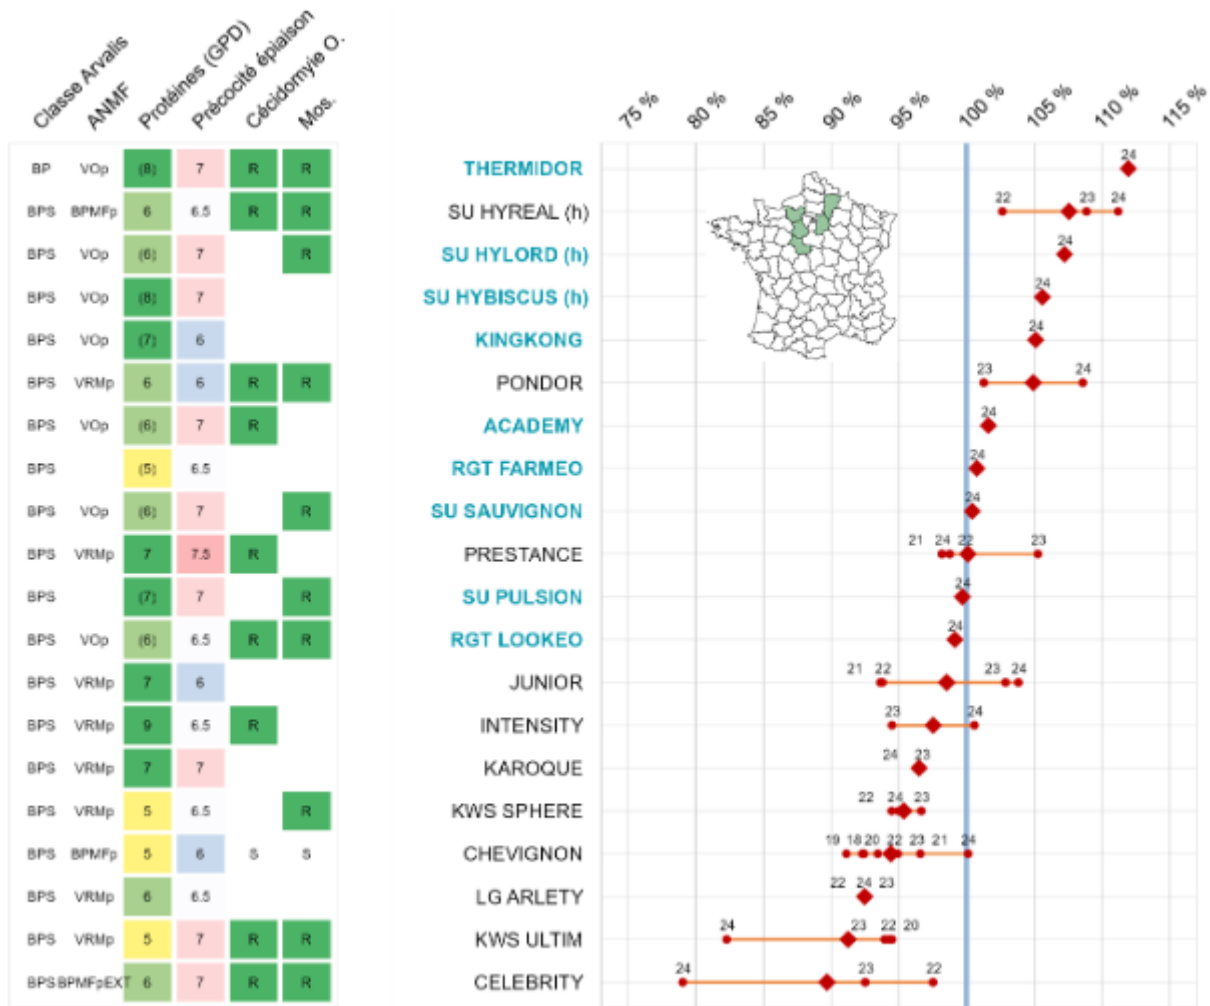 Classe Arvalis ANMF Protéines (GPD) Précocité épiaison Cécidomyie O. Mos.
75 % 80 % 85 % 90 % 95 % 100 % 105 % 110 % 115 %
24
BP VOp (8) 7 R R THERMIDOR
22 23 24
BPS BPMFp 6 6.5 R R SU HYREAL (h)
24
BPS VOp (6) 7 R SU HYLORD (h)
24
BPS VOp (8) 7 SU HYBISCUS (h)
24
BPS VOp (7) 6 KINGKONG
23 24
BPS VRMp 6 6 R R PONDOR
24
BPS VOp (6) 7 R ACADEMY
24
BPS (5) 6.5 RGT FARMEO
24
BPS VOp (6) 7 R SU SAUVIGNON
21 24 22 23
BPS VRMp 7 7.5 R PRESTANCE
24
BPS (7) 7 R SU PULSION
24
BPS VOp (6) 6.5 R R RGT LOOKEO
21 22 23 24
BPS VRMp 7 6 JUNIOR
23 24
BPS VRMp 9 6.5 R INTENSITY
24 23
BPS VRMp 7 7 KAROQUE
22 24 23
BPS VRMp 5 6.5 R KWS SPHERE
19 18 20 22 23 21 24
BPS BPMFp 5 6 S S CHEVIGNON
22 24 23
BPS VRMp 6 6.5 LG ARLETY
24 23 22 20
BPS VRMp 5 7 R R KWS ULTIM
24 23 22
BPS BPMFpEXT 6 7 R R CELEBRITY